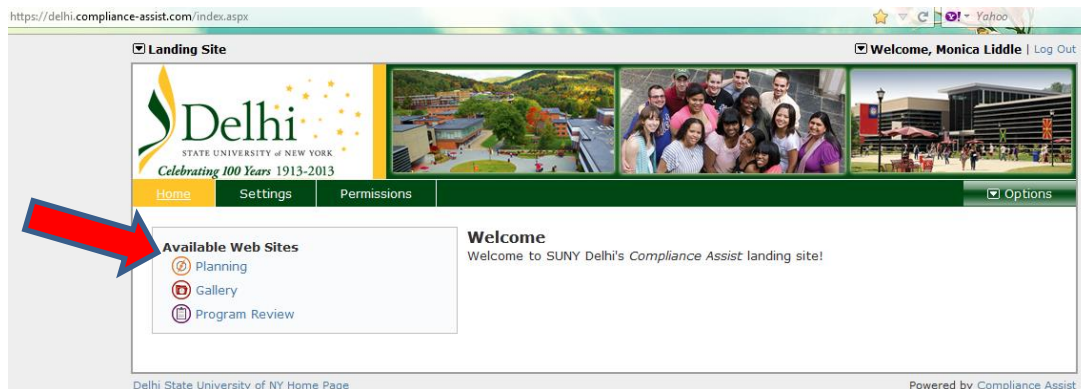 https://delhi.compliance-assist.com/index.aspx
Yahoo
Landing Site
Welcome, Monica Liddle | Log Out
Delhi
STATE UNIVERSITY of NEW YORK
Celebrating 100 Years 1913-2013
Home Settings Permissions Options
Available Web Sites
Planning
Gallery
Program Review
Welcome
Welcome to SUNY Delhi's Compliance Assist landing site!
Delhi State University of NY Home Page
Powered by Compliance Assist